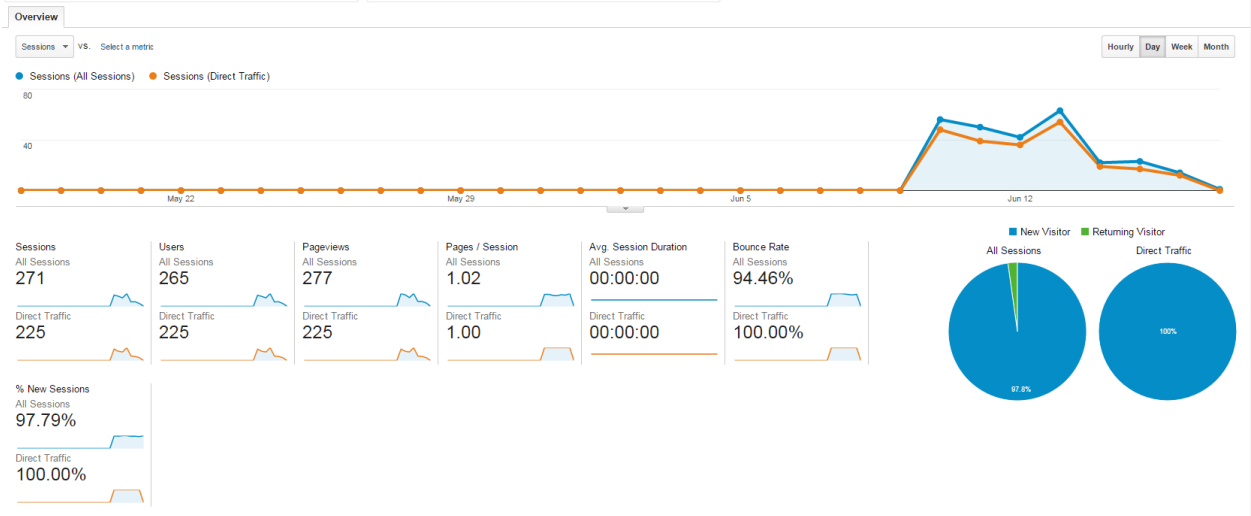 Overview
Sessions vs. Select a metric
Hourly Day Week Month
Sessions (All Sessions) Sessions (Direct Traffic)
80
40
May 22 May 29 Jun 5 Jun 12
New Visitor Returning Visitor
Sessions Users Pageviews Pages / Session Avg. Session Duration Bounce Rate All Sessions Direct Traffic
All Sessions All Sessions All Sessions All Sessions All Sessions All Sessions
271 265 277 1.02 00:00:00 94.46%
Direct Traffic Direct Traffic Direct Traffic Direct Traffic Direct Traffic Direct Traffic
225 225 225 1.00 00:00:00 100.00% 100%
97.8%
% New Sessions
All Sessions
97.79%
Direct Traffic
100.00%